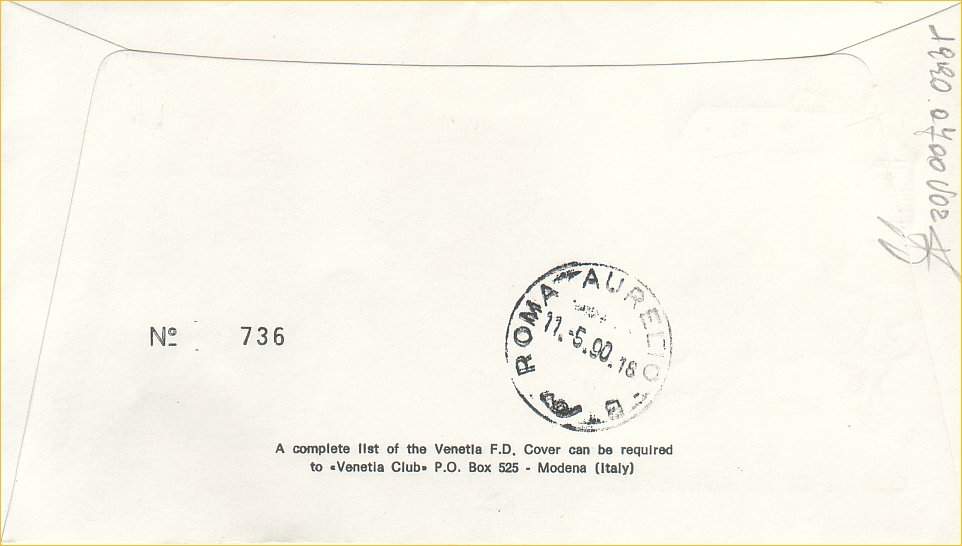 Nº 736
ROMA AURELIO - B
11.-5.90.18
A complete list of the Venetia F.D. Cover can be required
to «Venetia Club» P.O. Box 525 - Modena (Italy)